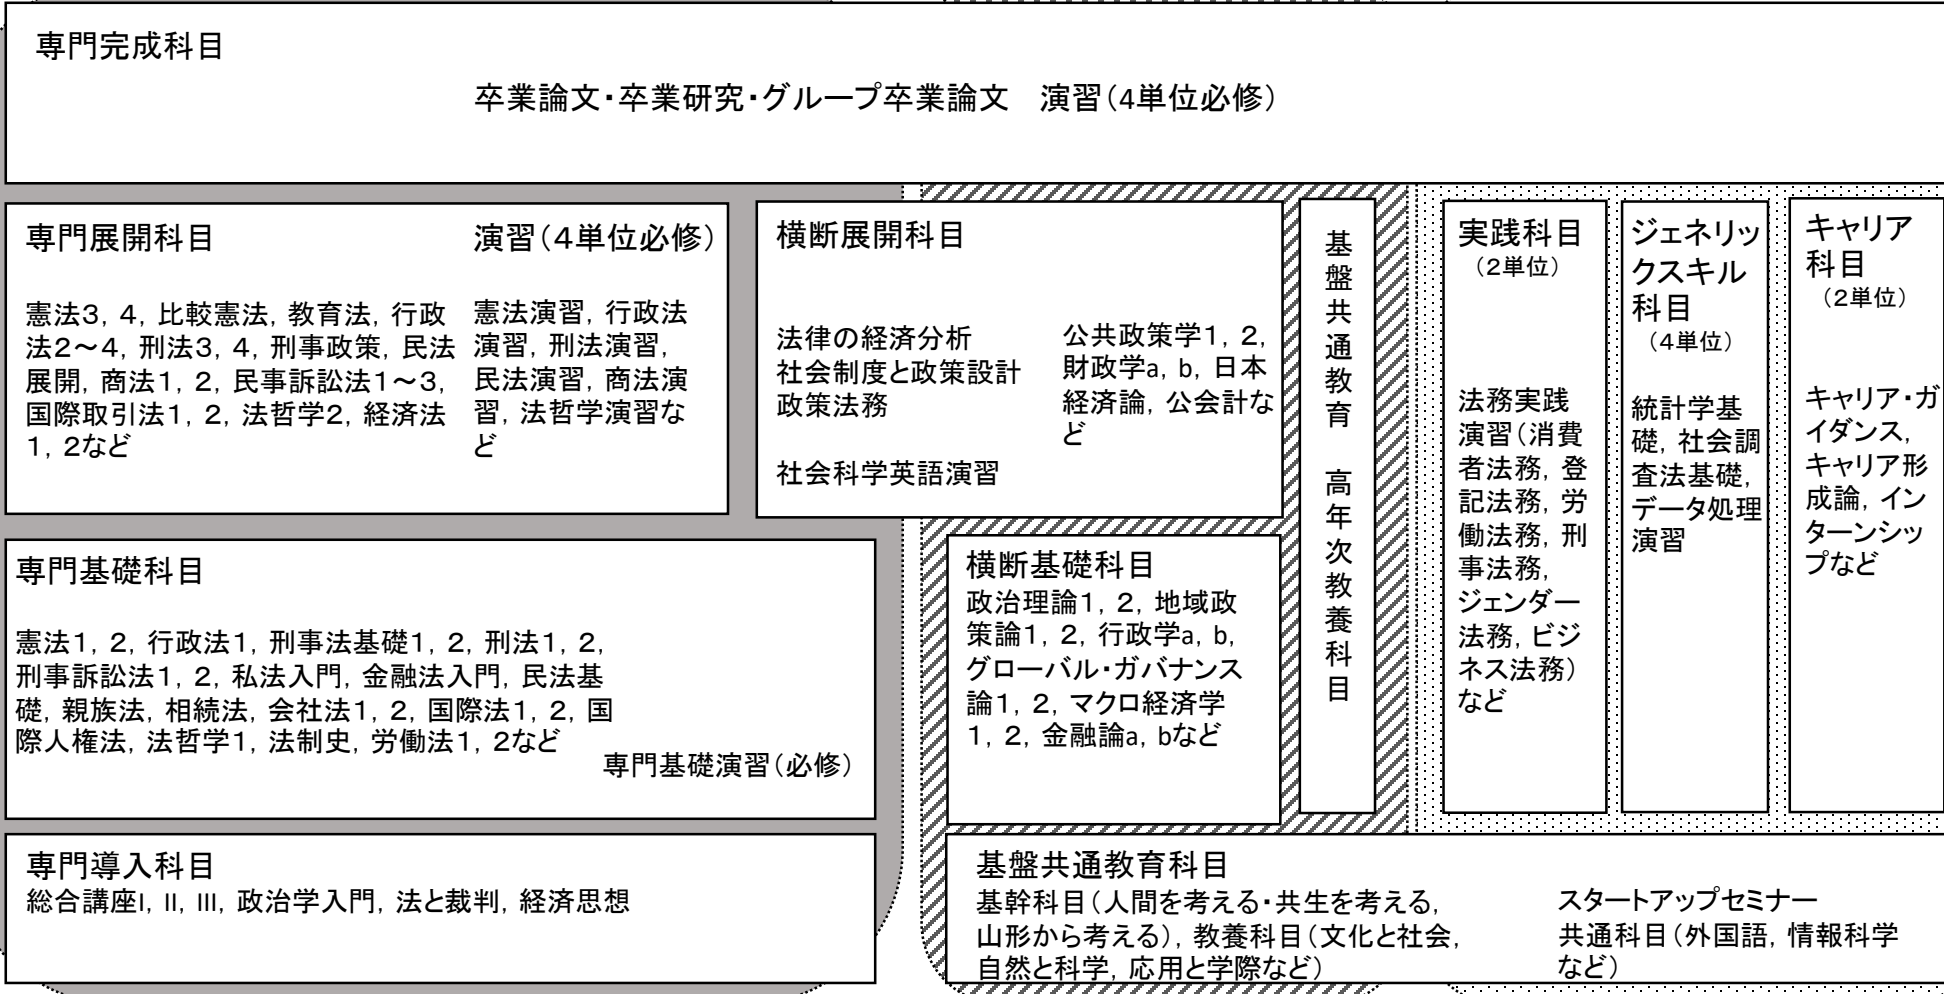 専門完成科目
卒業論文・卒業研究・グループ卒業論文　演習（4単位必修）
専門展開科目
憲法３, ４, 比較憲法, 教育法, 行政
法２～４, 刑法３, ４, 刑事政策, 民法
展開, 商法１, ２, 民事訴訟法１～３,
国際取引法１, ２, 法哲学２, 経済法
１, ２など
演習（４単位必修）
憲法演習, 行政法
演習, 刑法演習,
民法演習, 商法演
習, 法哲学演習な
ど
横断展開科目
法律の経済分析
社会制度と政策設計
政策法務
社会科学英語演習
公共政策学１, ２,
財政学a, b, 日本
経済論, 公会計な
ど
基盤共通教育　高年次教養科目
実践科目
（２単位）
法務実践
演習（消費
者法務, 登
記法務, 労
働法務, 刑
事法務,
ジェンダー
法務, ビジ
ネス法務）
など
ジェネリッ
クスキル
科目
（４単位）
統計学基
礎, 社会調
査法基礎,
データ処理
演習
キャリア
科目
（２単位）
キャリア・ガ
イダンス,
キャリア形
成論, イン
ターンシッ
プなど
専門基礎科目
憲法１, ２, 行政法１, 刑事法基礎１, ２, 刑法１, ２,
刑事訴訟法１, ２, 私法入門, 金融法入門, 民法基
礎, 親族法, 相続法, 会社法１, ２, 国際法１, ２, 国
際人権法, 法哲学１, 法制史, 労働法１, ２など
専門基礎演習（必修）
横断基礎科目
政治理論１, ２, 地域政
策論１, ２, 行政学a, b,
グローバル・ガバナンス
論１, ２, マクロ経済学
１, ２, 金融論a, bなど
専門導入科目
総合講座I, II, III, 政治学入門, 法と裁判, 経済思想
基盤共通教育科目
基幹科目（人間を考える・共生を考える,
山形から考える）, 教養科目（文化と社会,
自然と科学, 応用と学際など）
スタートアップセミナー
共通科目（外国語, 情報科学
など）